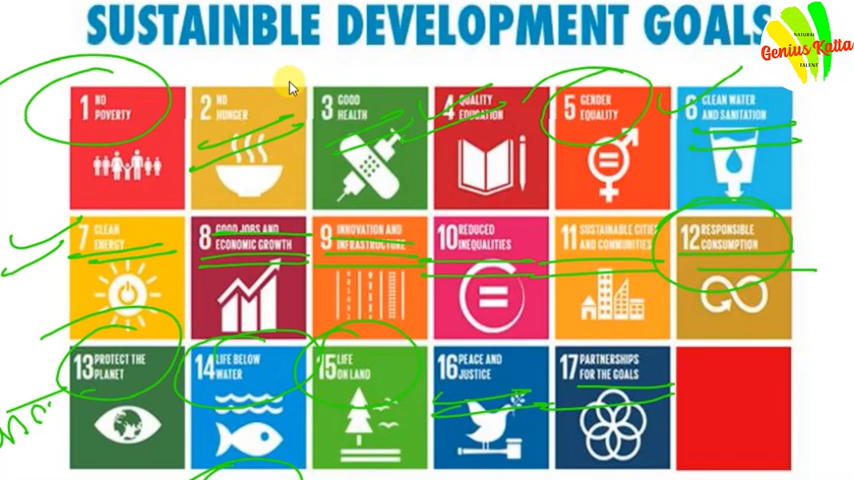 SUSTAINBLE DEVELOPMENT GOALS
NATURAL
Genius Katta
TALENT
1 NO
POVERTY
2 NO
HUNGER
3 GOOD
HEALTH
4 QUALITY
EDUCATION
5 GENDER
EQUALITY
6 CLEAN WATER
AND SANITATION
7 CLEAN
ENERGY
8 GOOD JOBS AND
ECONOMIC GROWTH
9 INNOVATION AND
INFRASTRUCTURE
10 REDUCED
INEQUALITIES
11 SUSTAINABLE CITIES
AND COMMUNITIES
12 RESPONSIBLE
CONSUMPTION
13 PROTECT THE
PLANET
14 LIFE BELOW
WATER
15 LIFE
ON LAND
16 PEACE AND
JUSTICE
17 PARTNERSHIPS
FOR THE GOALS